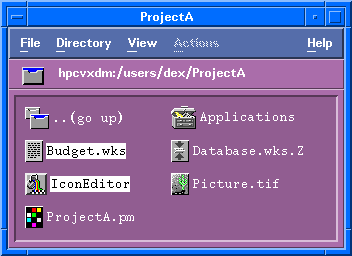 ProjectA
File Directory View Actions Help
hpcvxdm:/users/dex/ProjectA
..(go up) Applications
Budget.wks Database.wks.Z
IconEditor Picture.tif
ProjectA.pm